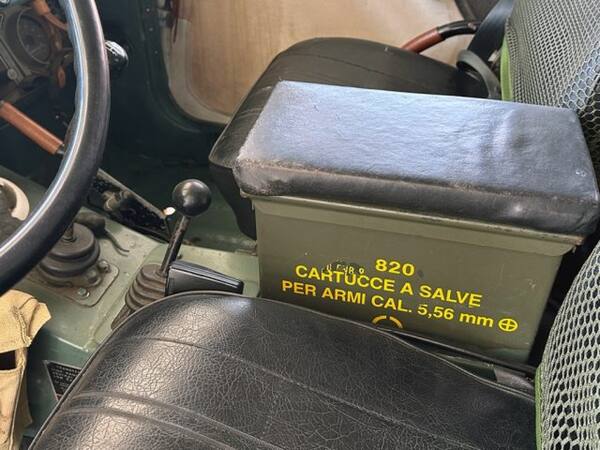 820
CARTUCCE A SALVE
PER ARMI CAL. 5,56 mm ⊕